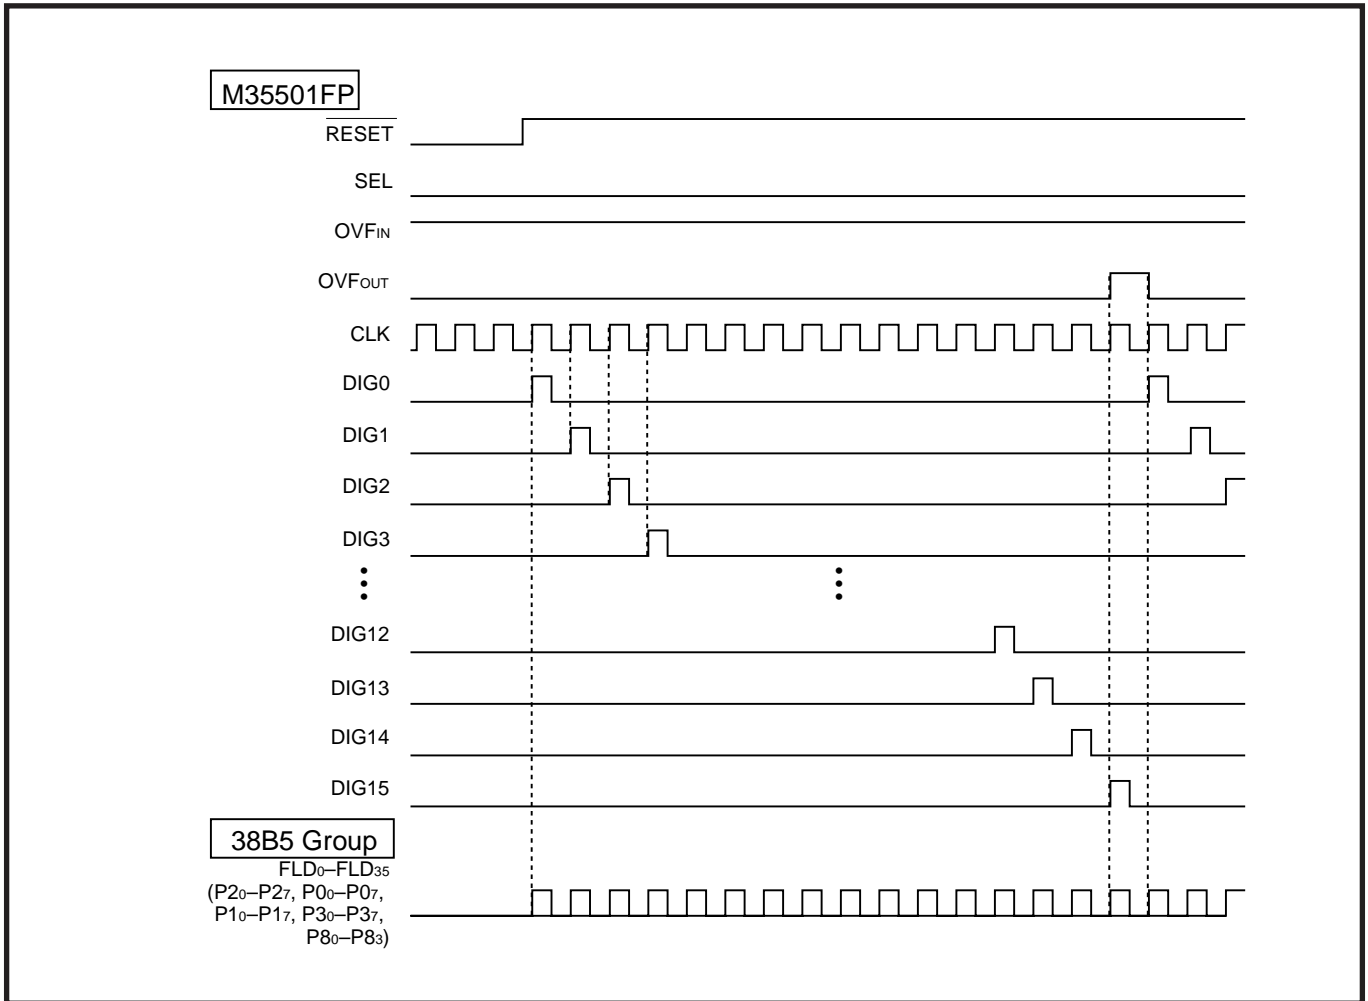 M35501FP
RESET
SEL
OVFIN
OVFOUT
CLK
DIG0
DIG1
DIG2
DIG3
DIG12
DIG13
DIG14
DIG15
38B5 Group
FLD0–FLD35
(P20–P27, P00–P07,
P10–P17, P30–P37,
P80–P83)